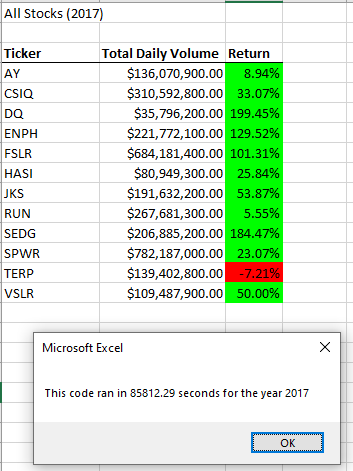 All Stocks (2017)
Ticker Total Daily Volume Return
AY $136,070,900.00 8.94%
CSIQ $310,592,800.00 33.07%
DQ $35,796,200.00 199.45%
ENPH $221,772,100.00 129.52%
FSLR $684,181,400.00 101.31%
HASI $80,949,300.00 25.84%
JKS $191,632,200.00 53.87%
RUN $267,681,300.00 5.55%
SEDG $206,885,200.00 184.47%
SPWR $782,187,000.00 23.07%
TERP $139,402,800.00 -7.21%
VSLR $109,487,900.00 50.00%
Microsoft Excel
This code ran in 85812.29 seconds for the year 2017
OK